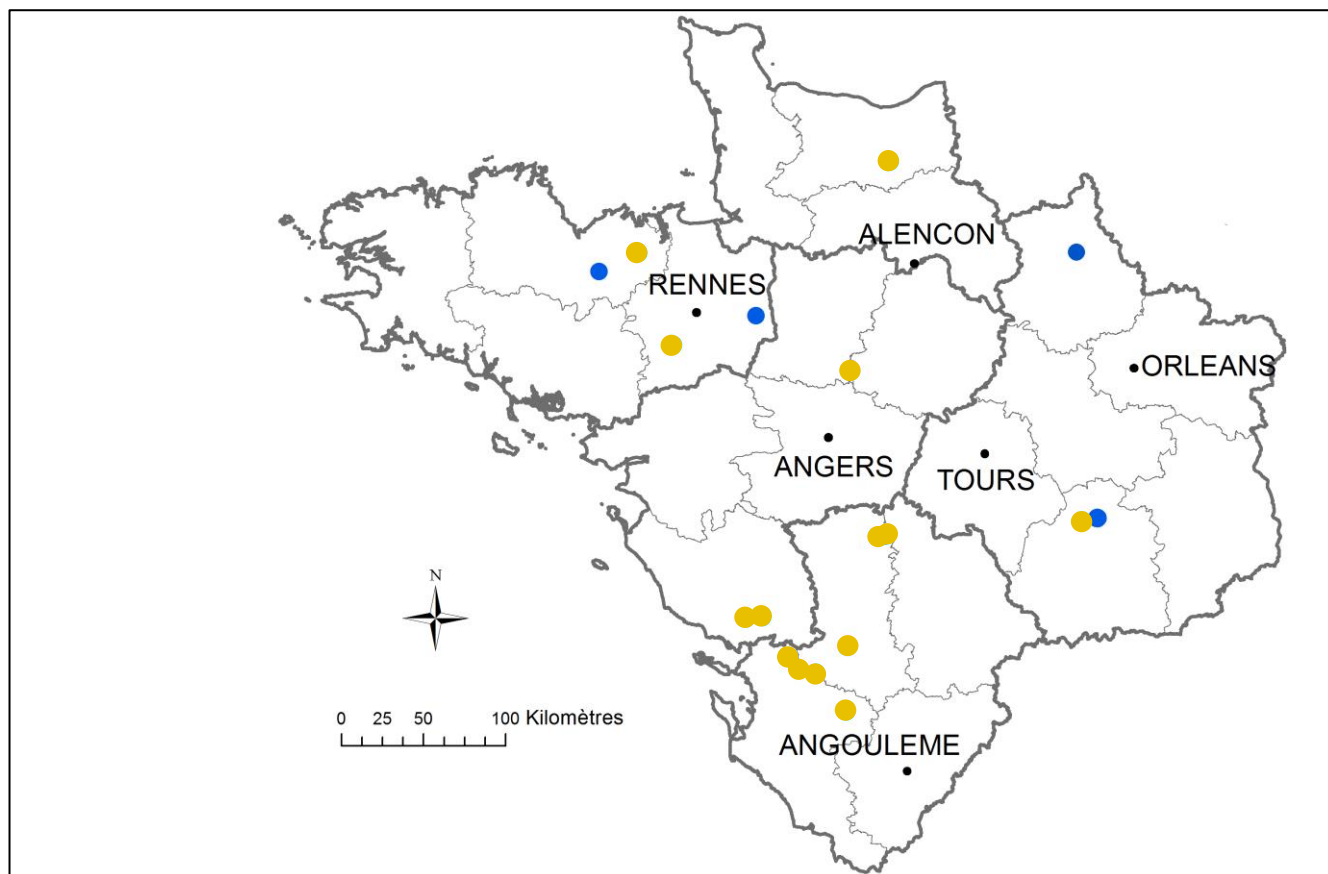 ALENCON
RENNES
ORLEANS
ANGERS
TOURS
N
0 25 50 100 Kilomètres
ANGOULEME